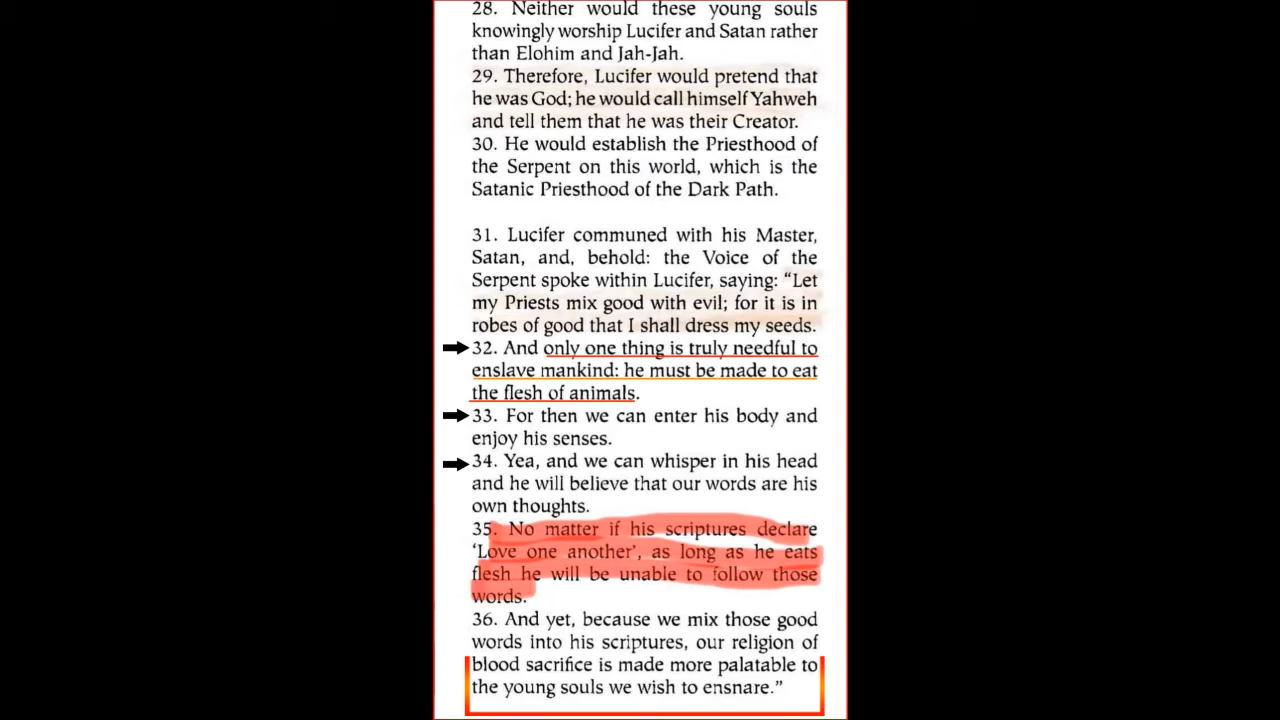 28. Neither would these young souls
knowingly worship Lucifer and Satan rather
than Elohim and Jah-Jah.
29. Therefore, Lucifer would pretend that
he was God; he would call himself Yahweh
and tell them that he was their Creator.
30. He would establish the Priesthood of
the Serpent on this world, which is the
Satanic Priesthood of the Dark Path.
31. Lucifer communed with his Master,
Satan, and, behold: the Voice of the
Serpent spoke within Lucifer, saying: “Let
my Priests mix good with evil; for it is in
robes of good that I shall dress my seeds.
32. And only one thing is truly needful to
enslave mankind: he must be made to eat
the flesh of animals.
33. For then we can enter his body and
enjoy his senses.
34. Yea, and we can whisper in his head
and he will believe that our words are his
own thoughts.
35. No matter if his scriptures declare
‘Love one another’, as long as he eats
flesh he will be unable to follow those
words.
36. And yet, because we mix those good
words into his scriptures, our religion of
blood sacrifice is made more palatable to
the young souls we wish to ensnare.”